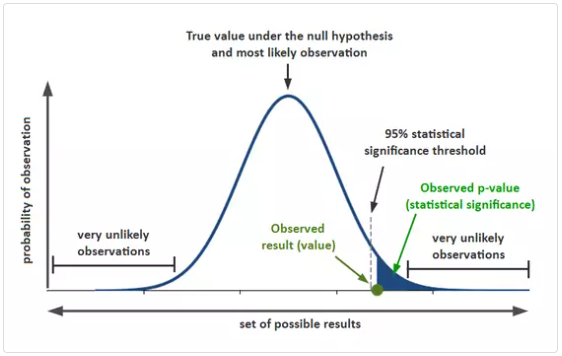 True value under the null hypothesis
and most likely observation
95% statistical
significance threshold
Observed p-value
(statistical significance)
Observed
result (value)
very unlikely
observations
very unlikely
observations
probability of observation
set of possible results